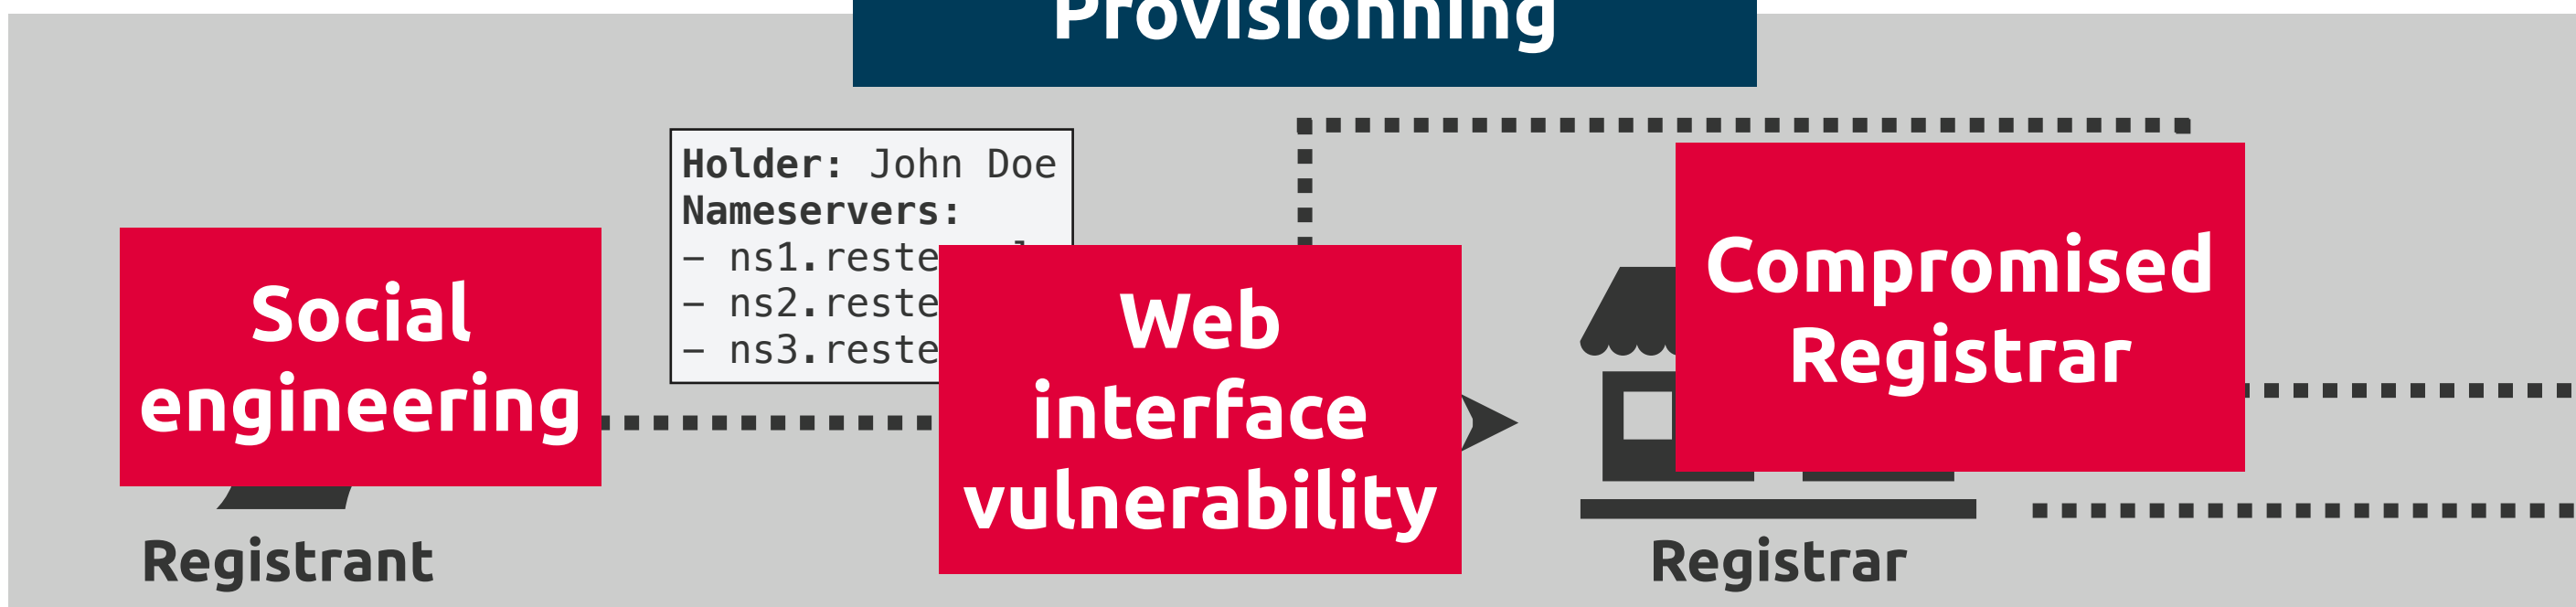 Provisionning
Holder: John Doe
Nameservers:
- ns1.reste
- ns2.reste
- ns3.reste
Social
engineering
Web
interface
vulnerability
Compromised
Registrar
Registrant
Registrar